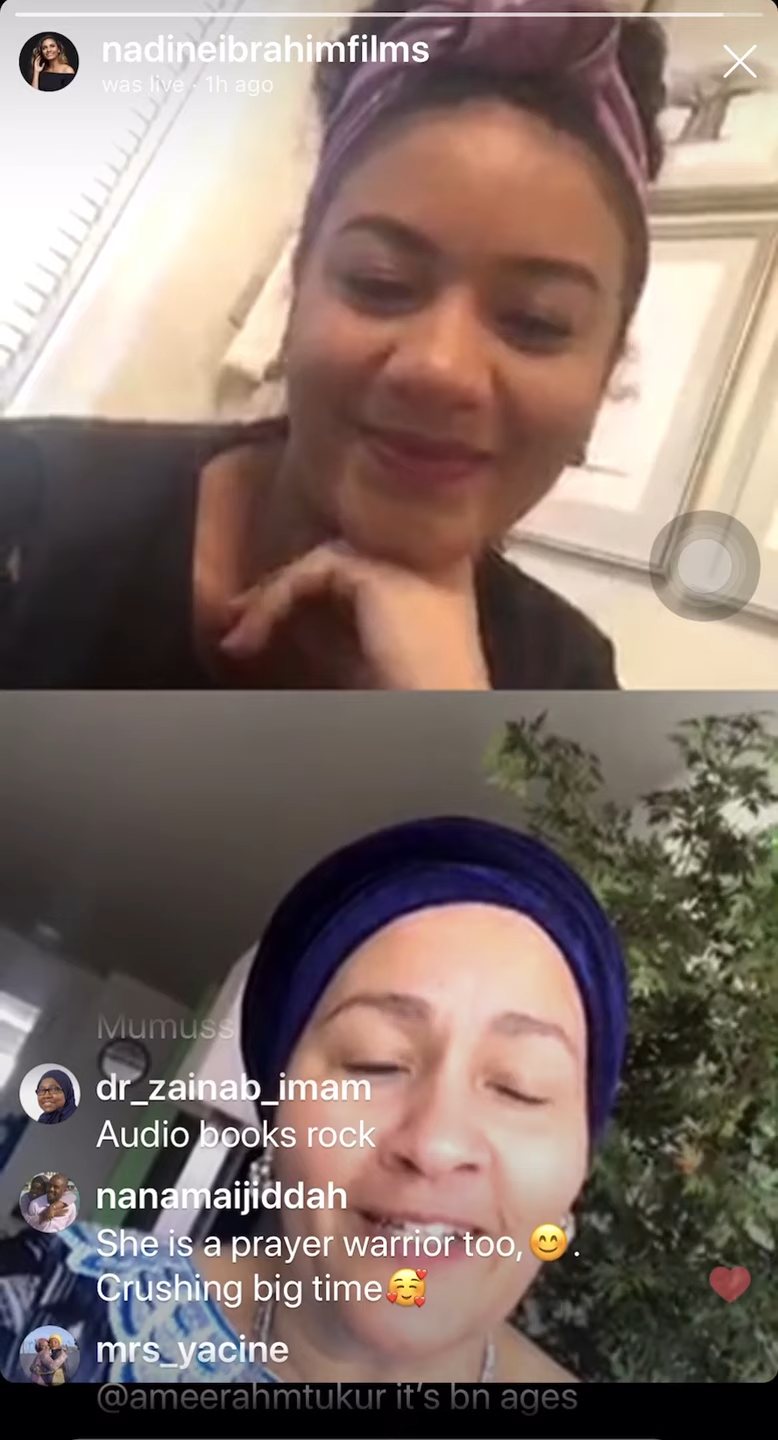 nadineibrahimfilms
was live · 1h ago
Mumuss
dr_zainab_imam
Audio books rock
nanamaijiddah
She is a prayer warrior too,😊.
Crushing big time🥰
mrs_yacine
@ameerahmtukur it's bn ages